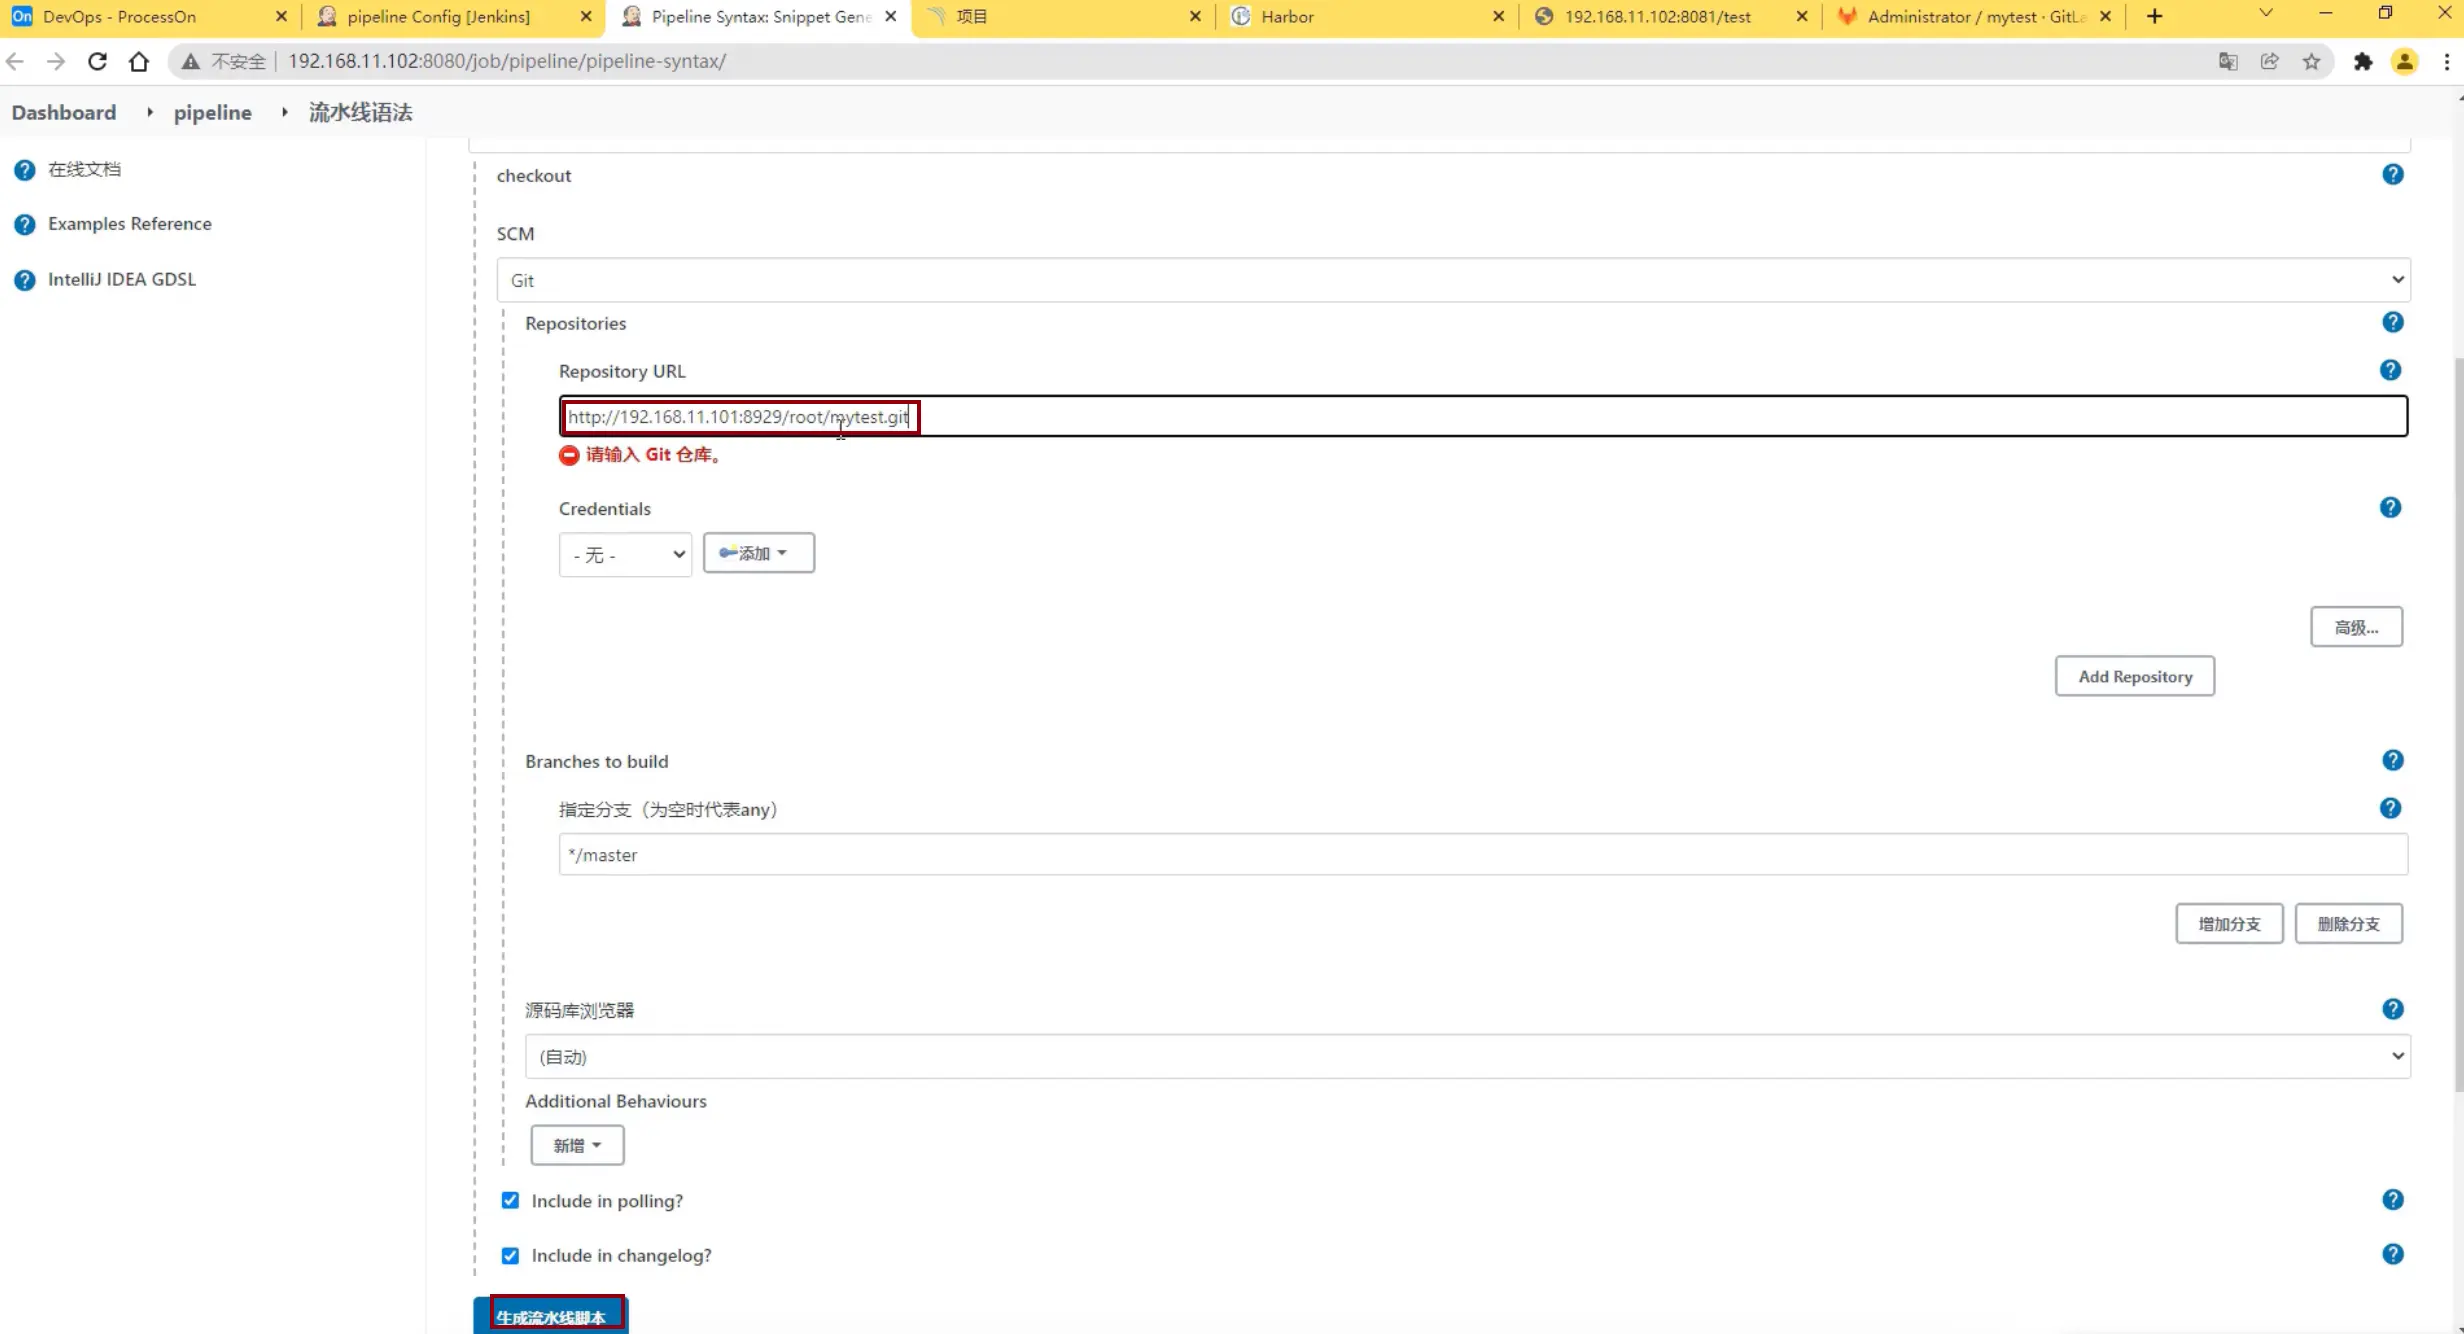 DevOps - ProcessOn
pipeline Config [Jenkins]
Pipeline Syntax: Snippet Gene
项目
Harbor
192.168.11.102:8081/test
Administrator / mytest · GitLa
不安全
192.168.11.102:8080/job/pipeline/pipeline-syntax/
Dashboard
pipeline
流水线语法
在线文档
Examples Reference
IntelliJ IDEA GDSL
checkout
SCM
Git
Repositories
Repository URL
http://192.168.11.101:8929/root/mytest.git
请输入 Git 仓库。
Credentials
- 无 -
添加
高级...
Add Repository
Branches to build
指定分支（为空时代表any）
*/master
增加分支
删除分支
源码库浏览器
(自动)
Additional Behaviours
新增
Include in polling?
Include in changelog?
生成流水线脚本